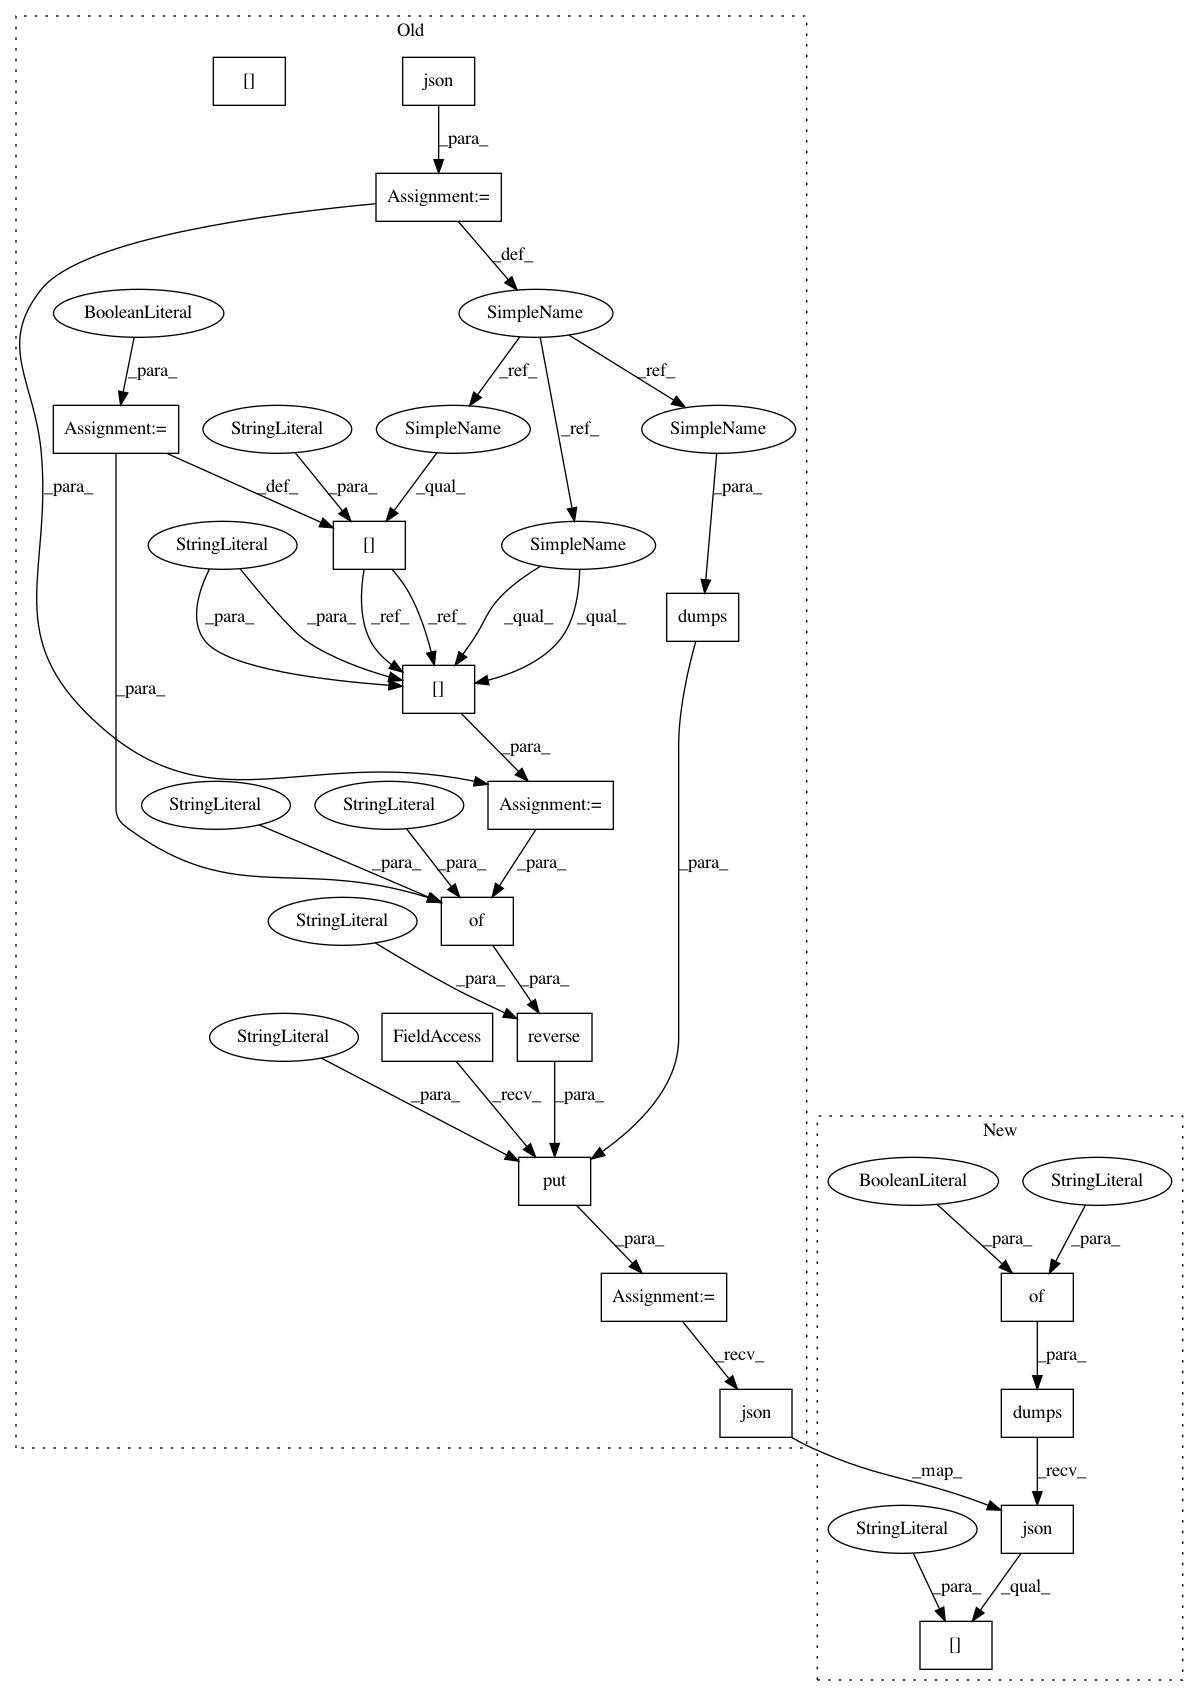 Old
[]
json
_para_
Assignment:=
_def_
BooleanLiteral
SimpleName
_para_
_ref_
_ref_
Assignment:=
StringLiteral
SimpleName
_ref_
SimpleName
_para_
_def_
_para_
_qual_
_para_
StringLiteral
[]
SimpleName
_para_
_para_
_ref_
_ref_
_qual_
_qual_
dumps
_para_
[]
_para_
StringLiteral
StringLiteral
Assignment:=
_para_
_para_
_para_
_para_
StringLiteral
of
_para_
_para_
StringLiteral
FieldAccess
reverse
_para_
_recv_
_para_
New
put
BooleanLiteral
StringLiteral
_para_
_para_
_para_
Assignment:=
of
_recv_
_para_
json
dumps
_map_
_recv_
StringLiteral
json
_para_
_qual_
[]